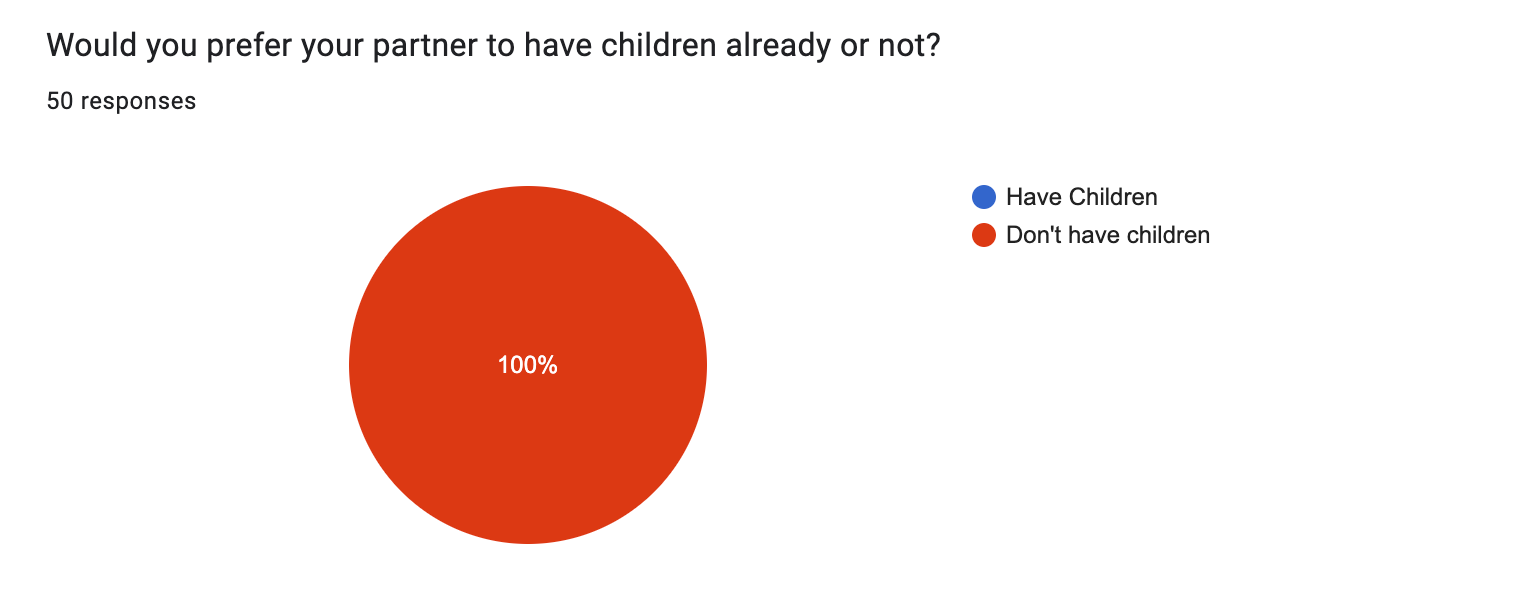 Would you prefer your partner to have children already or not?
50 responses
100%
Have Children
Don't have children